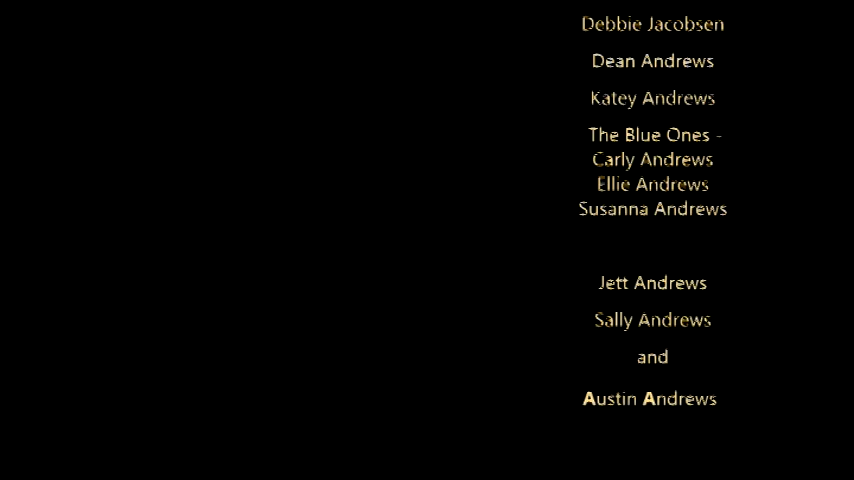 Debbie Jacobsen
Dean Andrews
Katey Andrews
The Blue Ones -
Carly Andrews
Ellie Andrews
Susanna Andrews
Jett Andrews
Sally Andrews
and
Austin Andrews